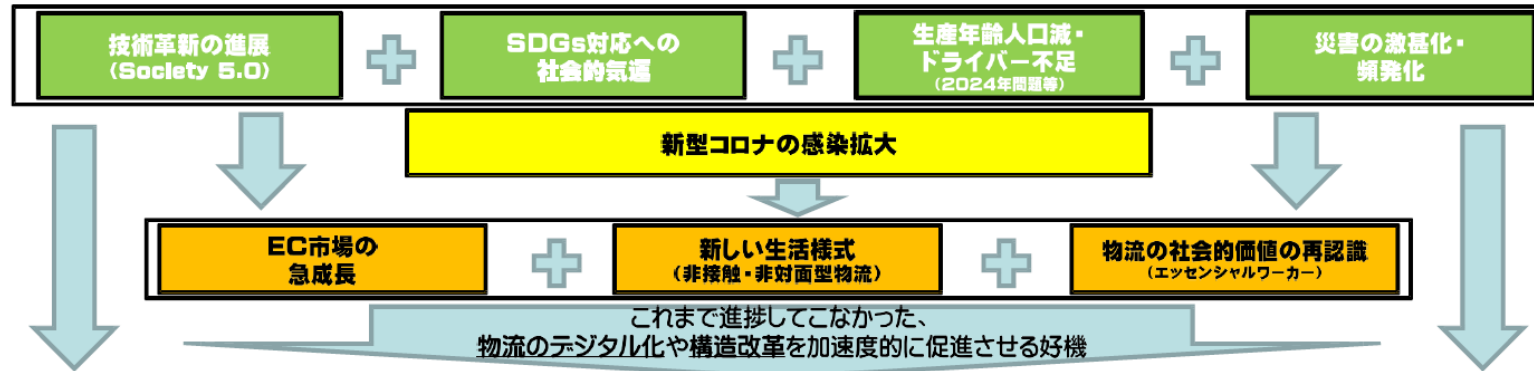 技術革新の進展
(Society 5.0)
SDGs対応への
社会的気運
生産年齢人口減・
ドライバー不足
(2024年問題等)
災害の激甚化・
頻発化
新型コロナの感染拡大
EC市場の
急成長
新しい生活様式
(非接触・非対面型物流)
物流の社会的価値の再認識
(エッセンシャルワーカー)
これまで進捗してこなかった、
物流のデジタル化や構造改革を加速度的に促進させる好機